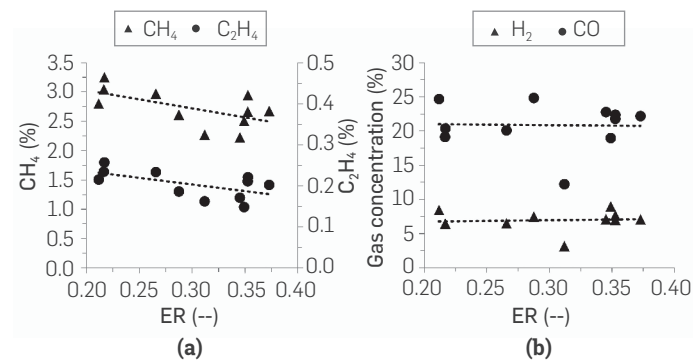 ▲ CH₄ ● C₂H₄
3.5
3.0
2.5
2.0
1.5
1.0
0.5
0.0
CH₄ (%)
0.5
0.4
0.3
0.2
0.1
0.0
C₂H₄ (%)
0.20 0.25 0.30 0.35 0.40
ER (--)
(a)
▲ H₂ ● CO
30
25
20
15
10
5
0
Gas concentration (%)
0.20 0.25 0.30 0.35 0.40
ER (--)
(b)